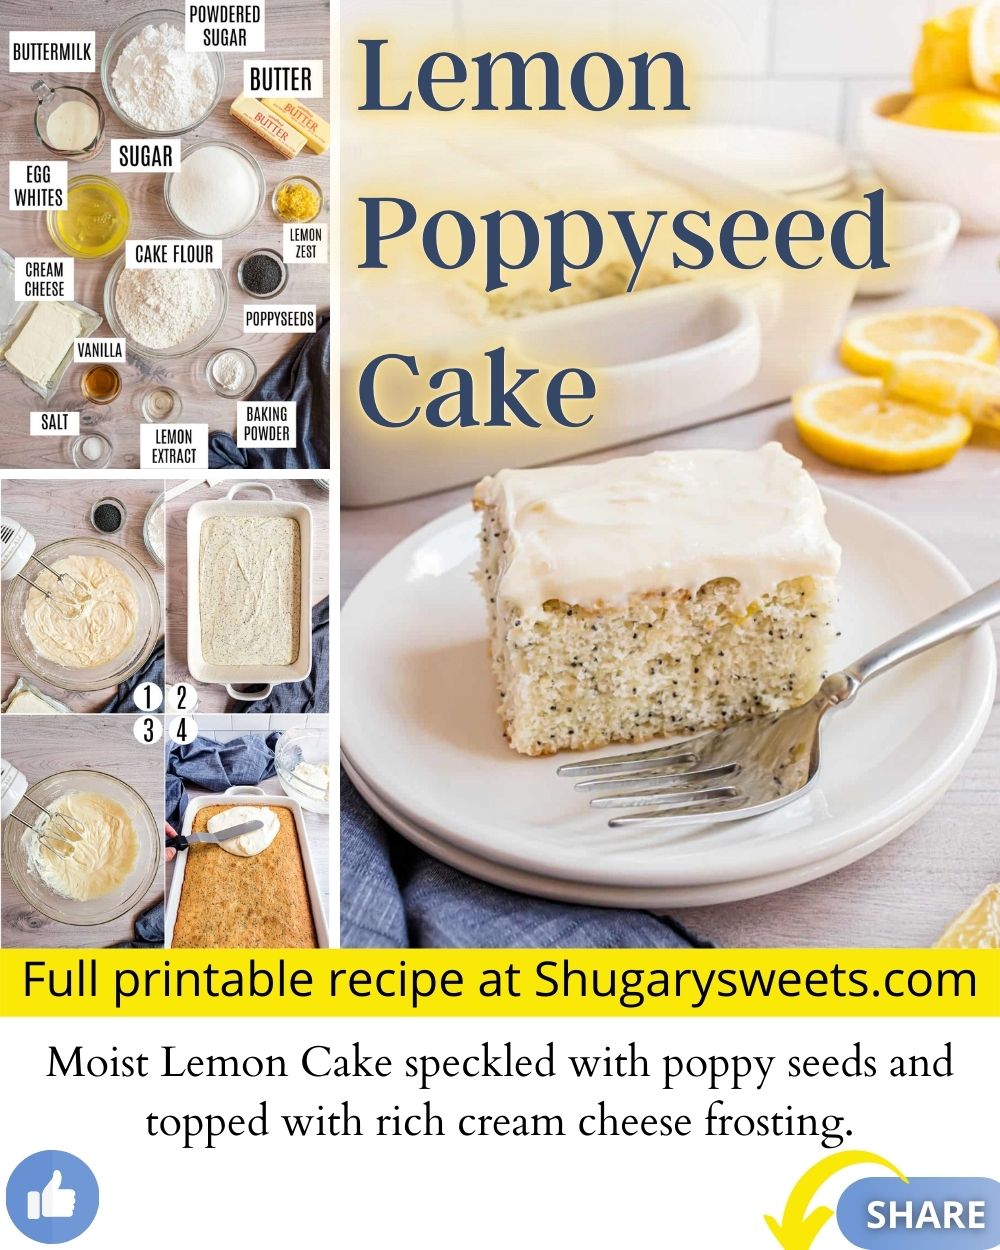 POWDERED
SUGAR
BUTTERMILK
BUTTER
BUTTER
BUTTER
SUGAR
EGG
WHITES
LEMON
ZEST
CAKE FLOUR
CREAM
CHEESE
POPPYSEEDS
VANILLA
SALT
BAKING
POWDER
LEMON
EXTRACT
1 2
3 4
Lemon
Poppyseed
Cake
Full printable recipe at Shugarysweets.com
Moist Lemon Cake speckled with poppy seeds and
topped with rich cream cheese frosting.
SHARE